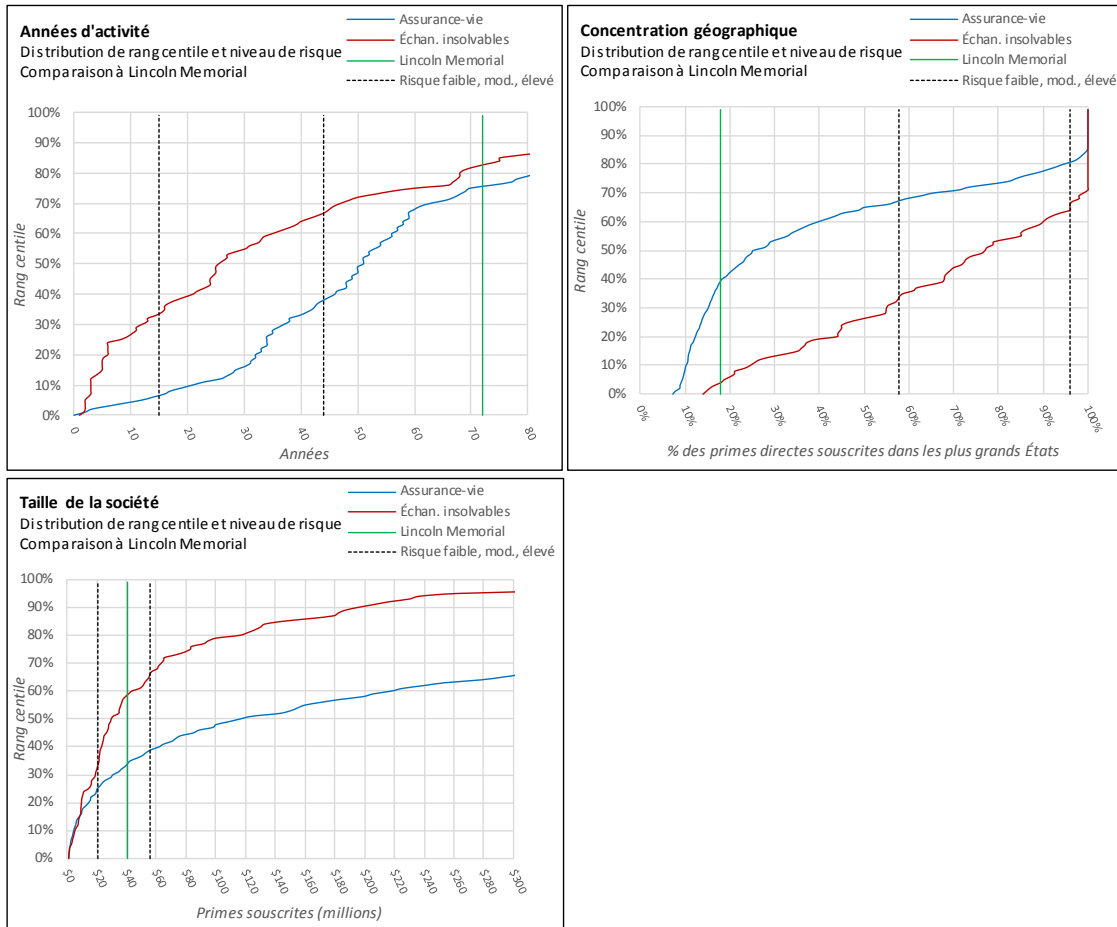 Années d'activité
Distribution de rang centile et niveau de risque
Comparaison à Lincoln Memorial
Assurance-vie
Échan. insolvables
Lincoln Memorial
Risque faible, mod., élevé
100%
90%
80%
70%
60%
50%
40%
30%
20%
10%
0%
Rang centile
0
10
20
30
40
50
60
70
80
Années
Concentration géographique
Distribution de rang centile et niveau de risque
Comparaison à Lincoln Memorial
Assurance-vie
Échan. insolvables
Lincoln Memorial
Risque faible, mod., élevé
100%
90%
80%
70%
60%
50%
40%
30%
20%
10%
0%
Rang centile
0%
10%
20%
30%
40%
50%
60%
70%
80%
90%
100%
% des primes directes souscrites dans les plus grands États
Taille de la société
Distribution de rang centile et niveau de risque
Comparaison à Lincoln Memorial
Assurance-vie
Échan. insolvables
Lincoln Memorial
Risque faible, mod., élevé
100%
90%
80%
70%
60%
50%
40%
30%
20%
10%
0%
Rang centile
$0
$20
$40
$60
$80
$100
$120
$140
$160
$180
$200
$220
$240
$260
$280
$300
Primes souscrites (millions)